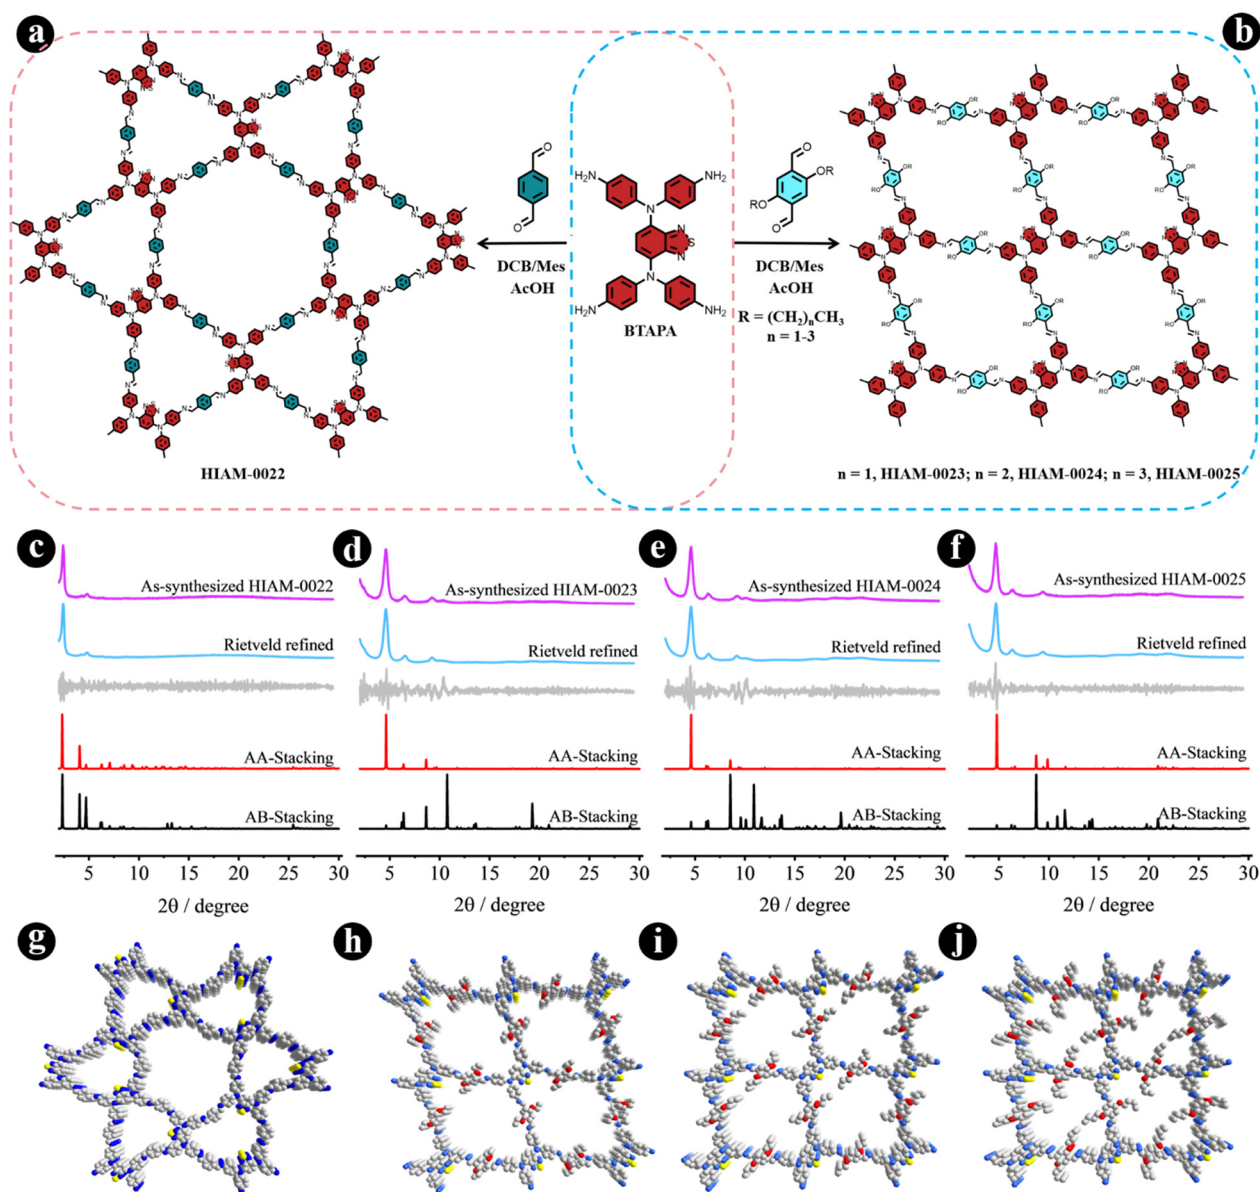 a
b
H₂N
NH₂
N
N
S
N
N
H₂N
NH₂
BTAPA
O
O
DCB/Mes
AcOH
O
OR
RO
O
DCB/Mes
AcOH
R = (CH₂)ₙCH₃
n = 1-3
HIAM-0022
n = 1, HIAM-0023; n = 2, HIAM-0024; n = 3, HIAM-0025
c
d
e
f
As-synthesized HIAM-0022
As-synthesized HIAM-0023
As-synthesized HIAM-0024
As-synthesized HIAM-0025
Rietveld refined
Rietveld refined
Rietveld refined
Rietveld refined
AA-Stacking
AA-Stacking
AA-Stacking
AA-Stacking
AB-Stacking
AB-Stacking
AB-Stacking
AB-Stacking
5 10 15 20 25 30
5 10 15 20 25 30
5 10 15 20 25 30
5 10 15 20 25 30
2θ / degree
2θ / degree
2θ / degree
2θ / degree
g
h
i
j